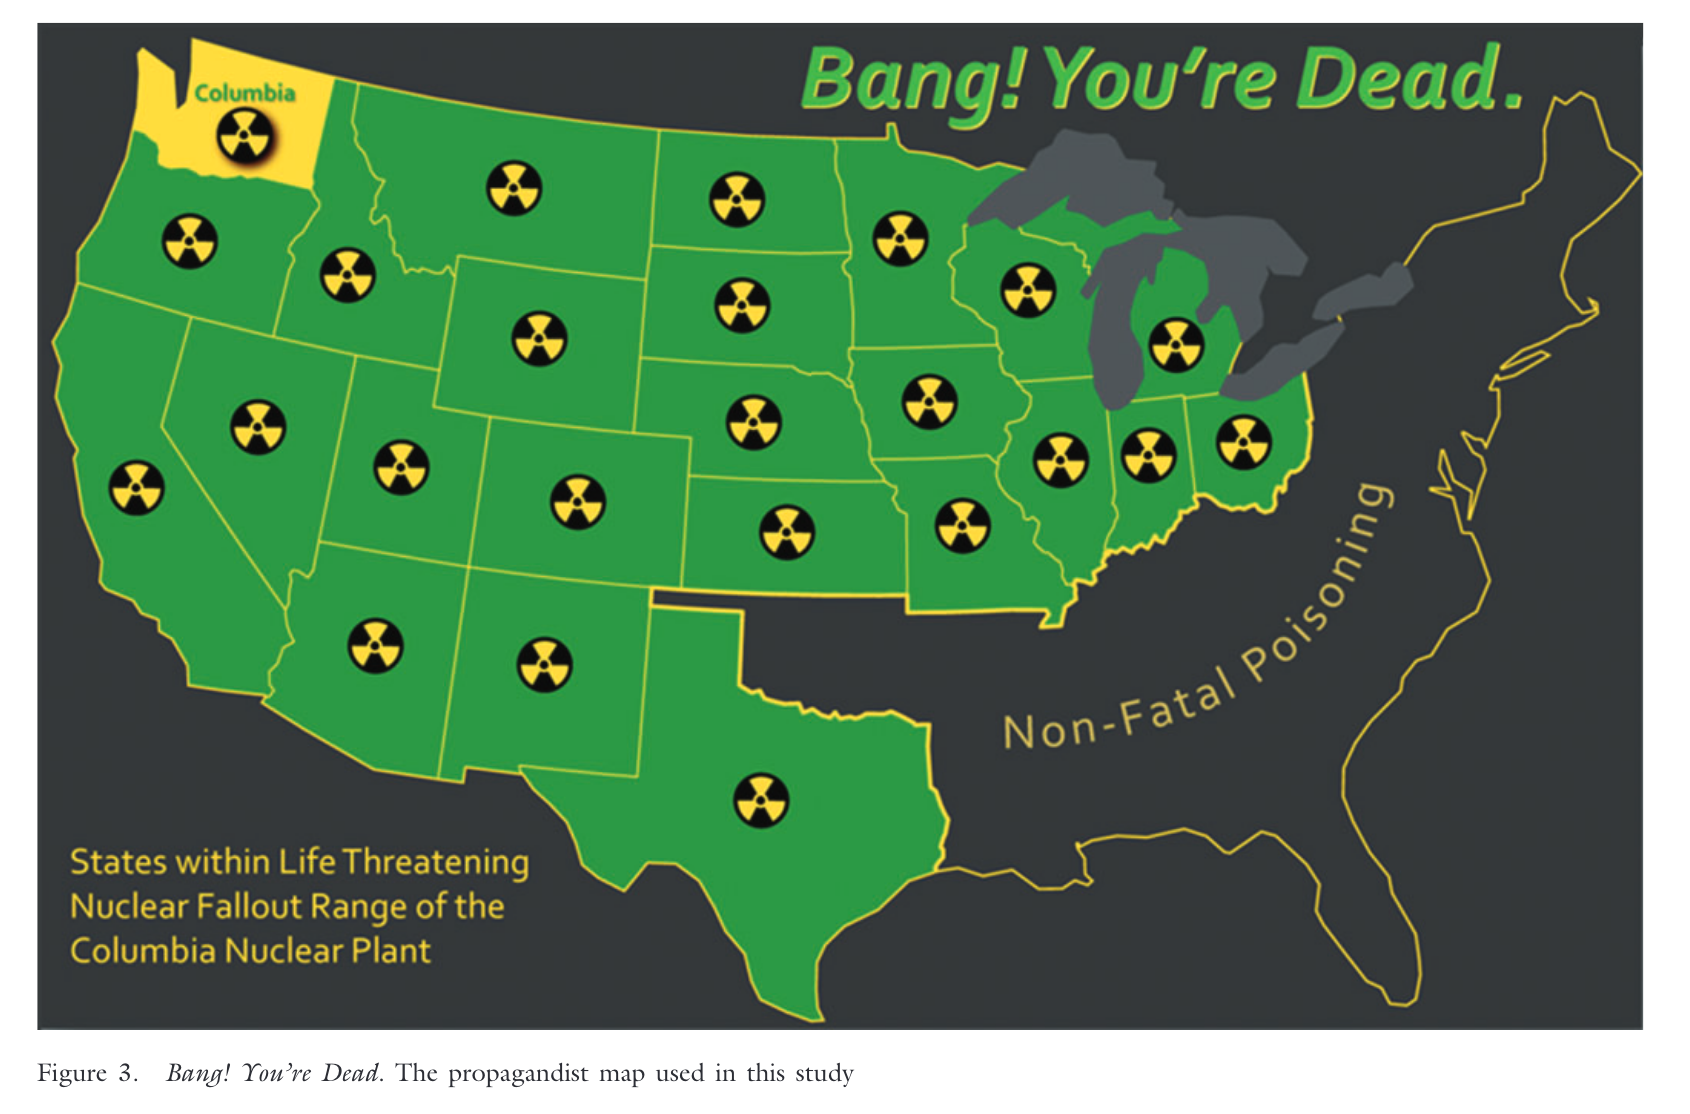 Bang! You're Dead.
Columbia
Non-Fatal Poisoning
States within Life Threatening
Nuclear Fallout Range of the
Columbia Nuclear Plant
Figure 3. Bang! You're Dead. The propagandist map used in this study